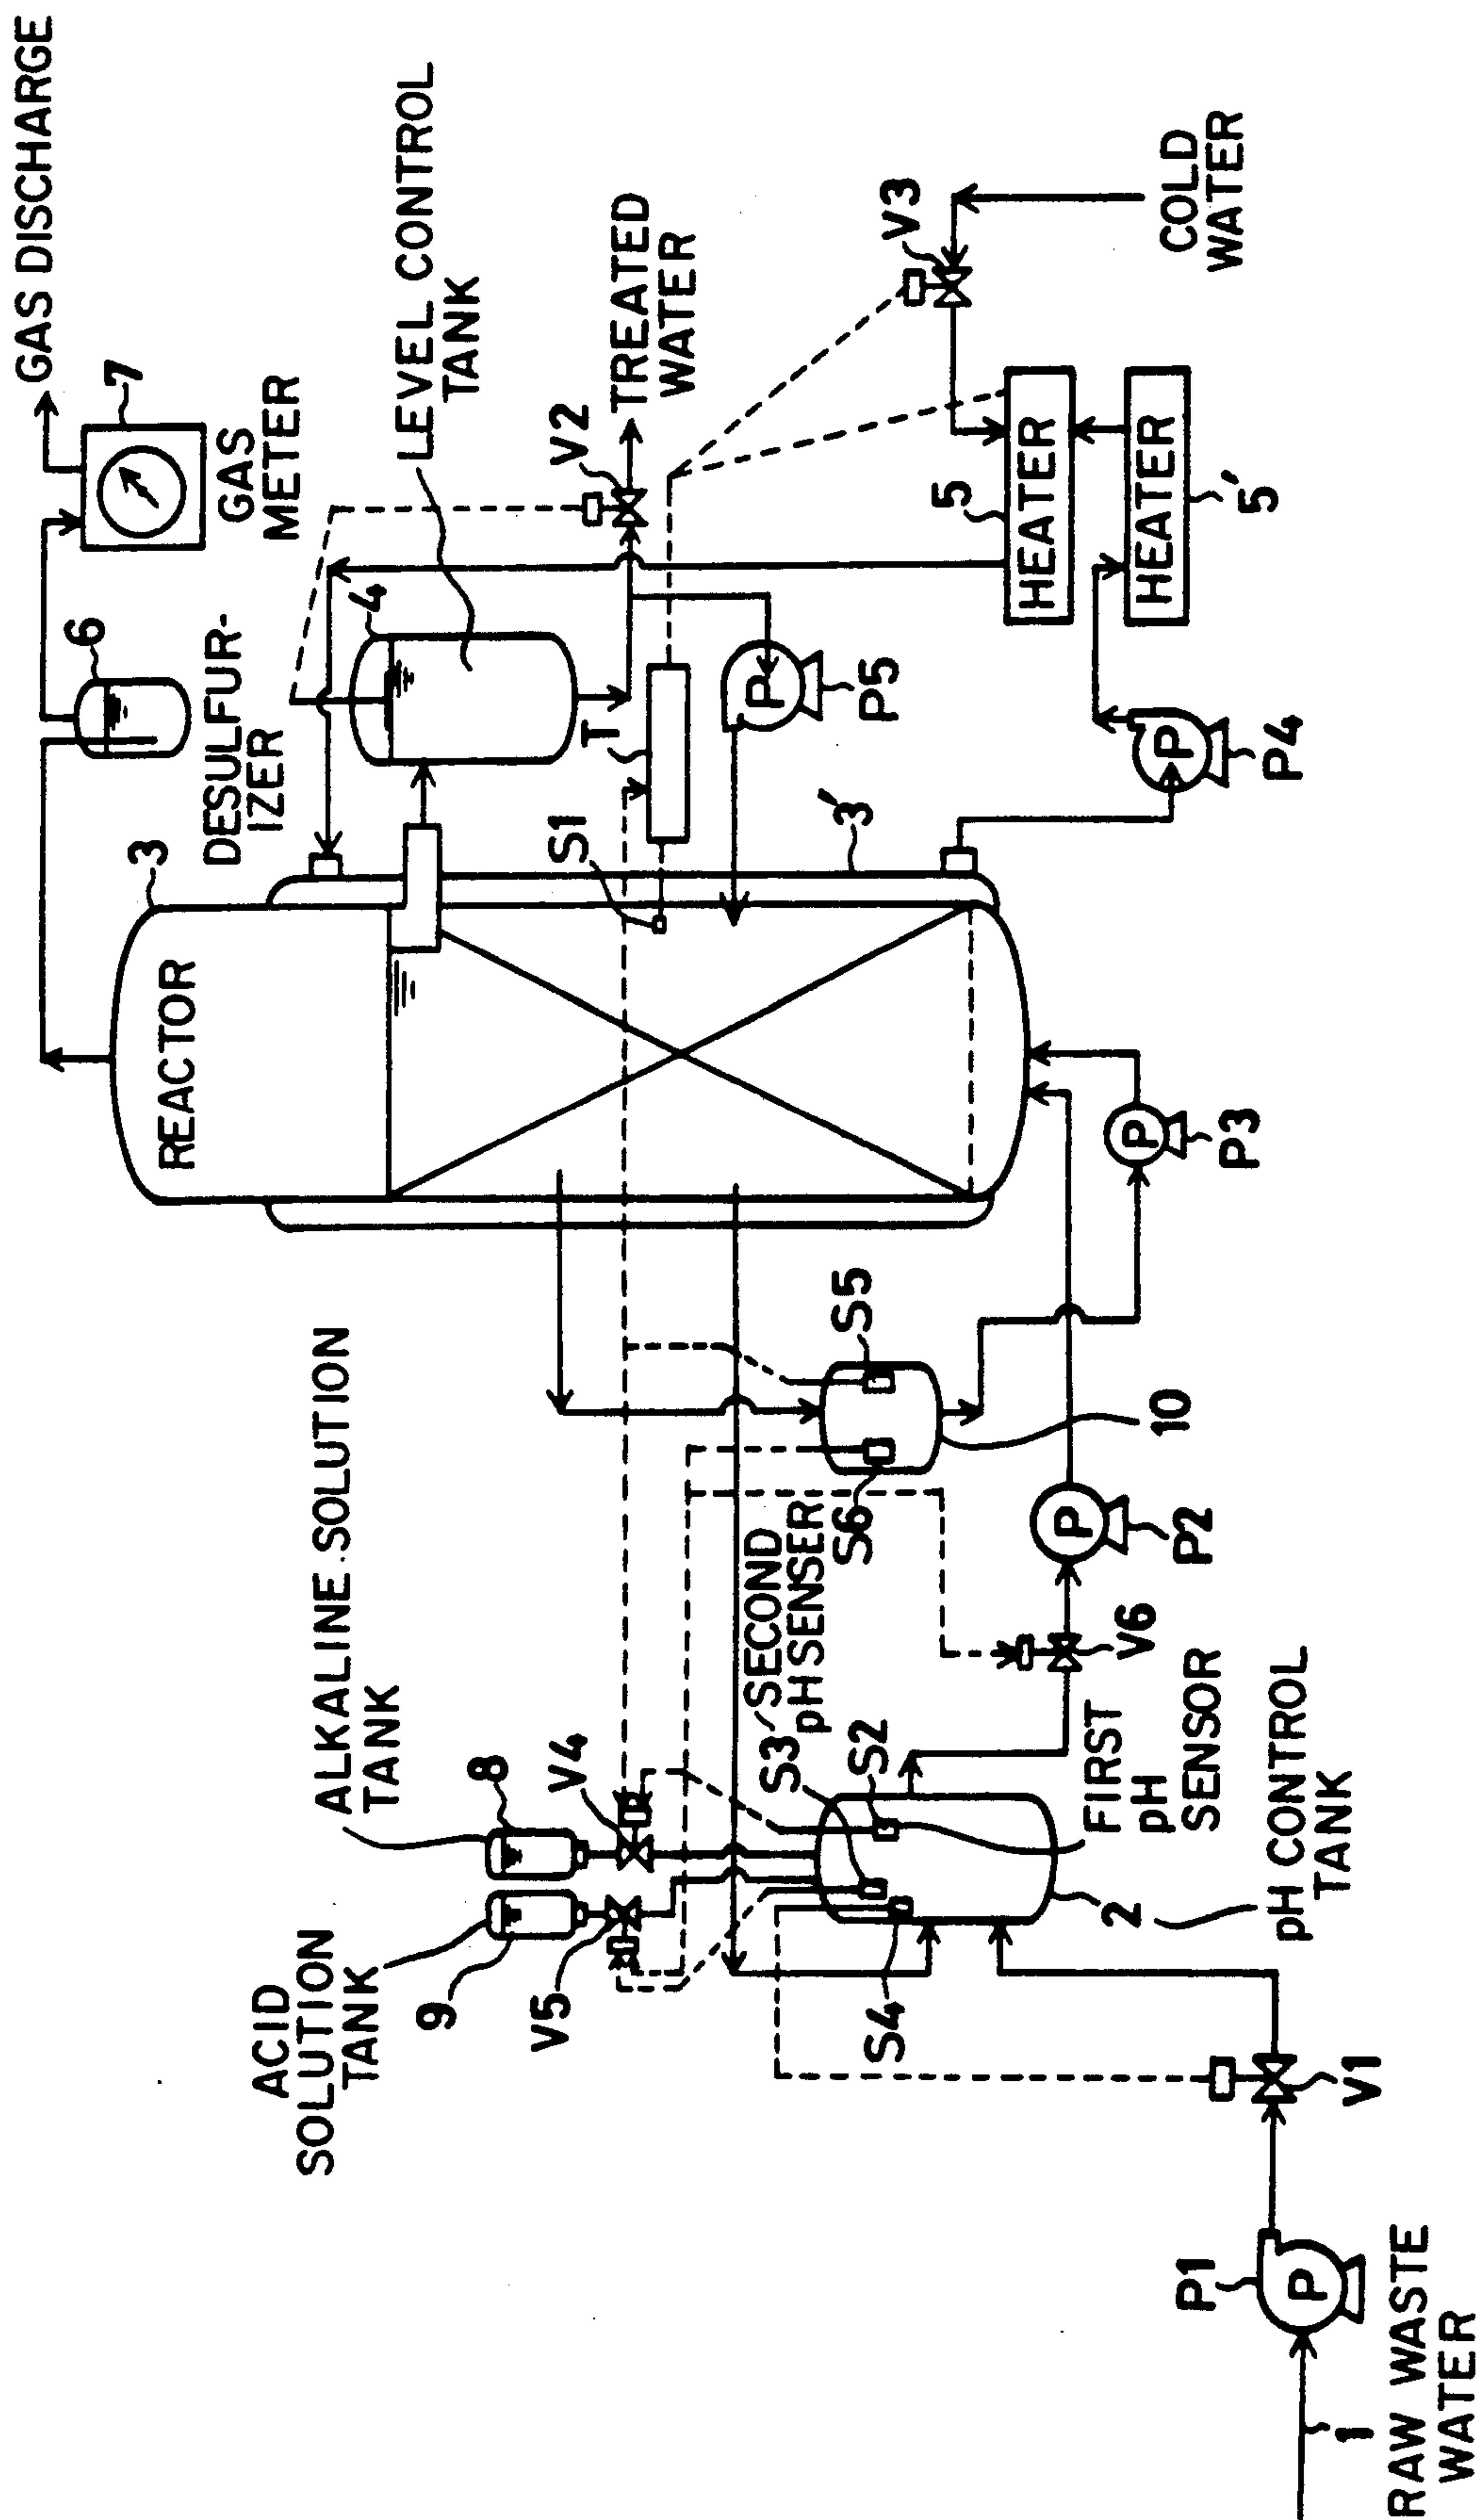 GAS DISCHARGE
7
GAS
METER
6
DESULFUR-
IZER
LEVEL CONTROL
TANK
4
3
REACTOR
V2
TREATED
WATER
T
S1
P
P5
3'
V3
COLD
WATER
5
HEATER
HEATER
5'
P
P4
P
P3
ALKALINE SOLUTION
TANK
8
V4
ACID
SOLUTION
TANK
9
V5
S5
S6
10
SECOND
pH SENSER
S3
S2
S4
P
P2
V6
FIRST
pH
SENSOR
2
pH CONTROL
TANK
V1
P1
P
1
RAW WASTE
WATER